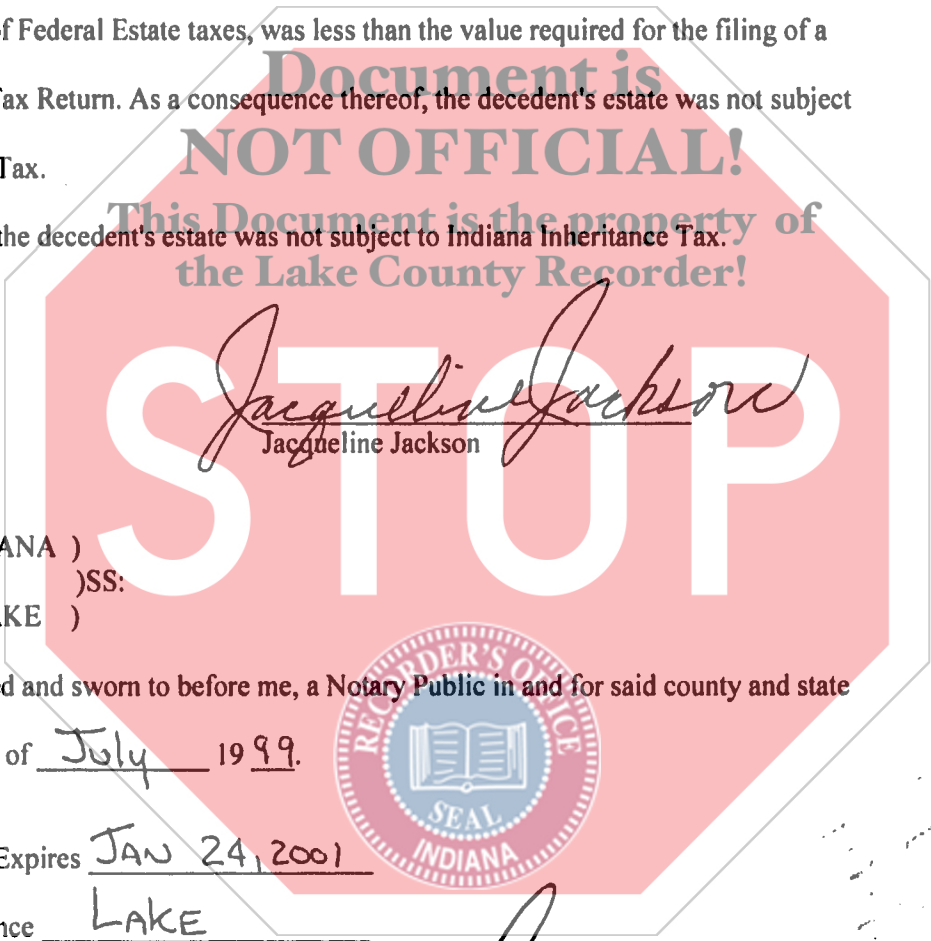 of Federal Estate taxes, was less than the value required for the filing of a
Document is
Tax Return. As a consequence thereof, the decedent's estate was not subject
NOT OFFICIAL!
Tax.
This Document is the property of
the decedent's estate was not subject to Indiana Inheritance Tax.
the Lake County Recorder!
Jacqueline Jackson
Jacqueline Jackson
STOP
ANA )
)SS:
KE )
d and sworn to before me, a Notary Public in and for said county and state
of July 1999.
RECORDER'S OFFICE
SEAL
INDIANA
Expires JAN 24, 2001
nce LAKE